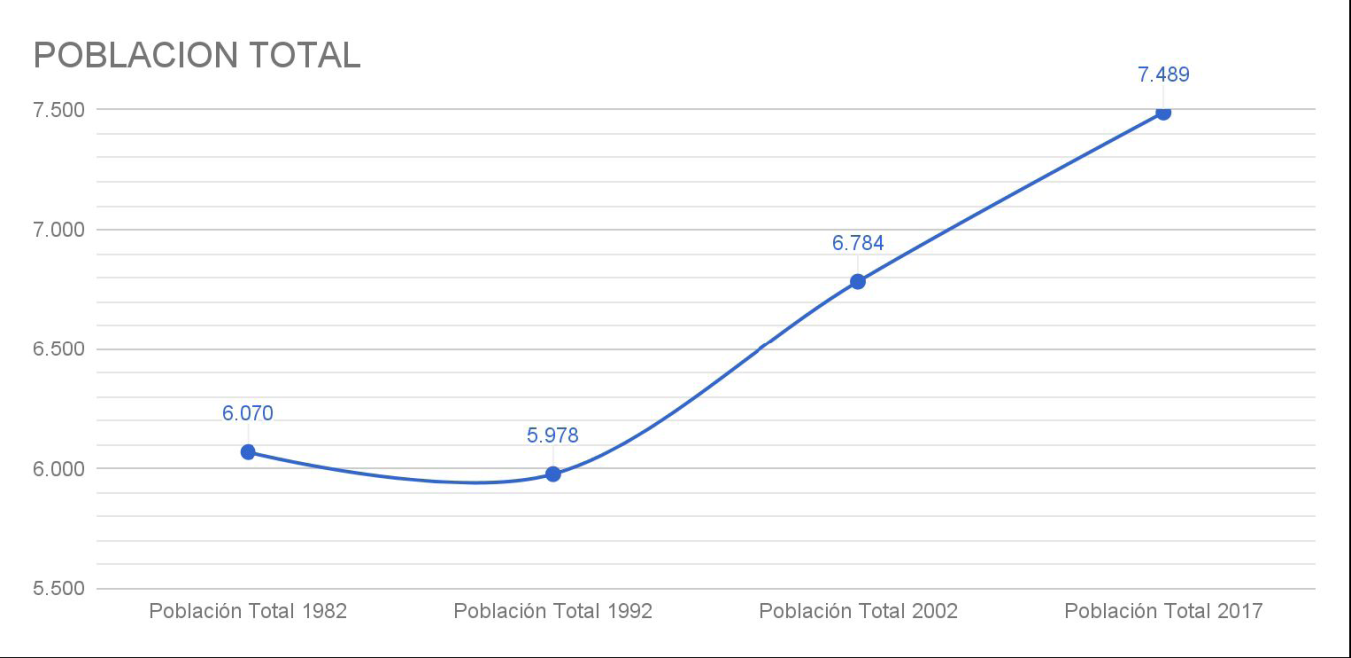 POBLACION TOTAL
7.489
7.500
7.000
6.784
6.500
6.070
5.978
6.000
5.500
Población Total 1982
Población Total 1992
Población Total 2002
Población Total 2017